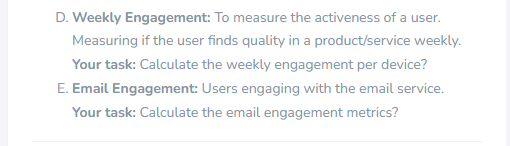 D. Weekly Engagement: To measure the activeness of a user.
Measuring if the user finds quality in a product/service weekly.
Your task: Calculate the weekly engagement per device?
E. Email Engagement: Users engaging with the email service.
Your task: Calculate the email engagement metrics?